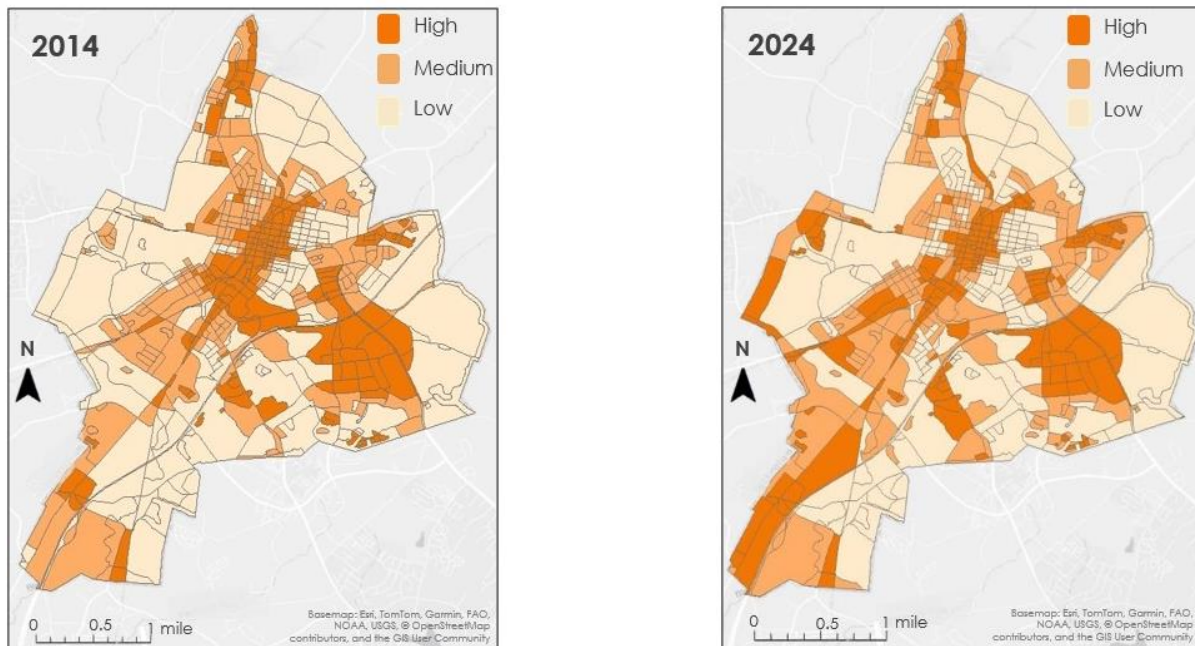 2014
High
Medium
Low
N
0 0.5 1 mile
Basemap: Esri, TomTom, Garmin, FAO,
NOAA, USGS, © OpenStreetMap
contributors, and the GIS User Community
2024
High
Medium
Low
N
0 0.5 1 mile
Basemap: Esri, TomTom, Garmin, FAO,
NOAA, USGS, © OpenStreetMap
contributors, and the GIS User Community